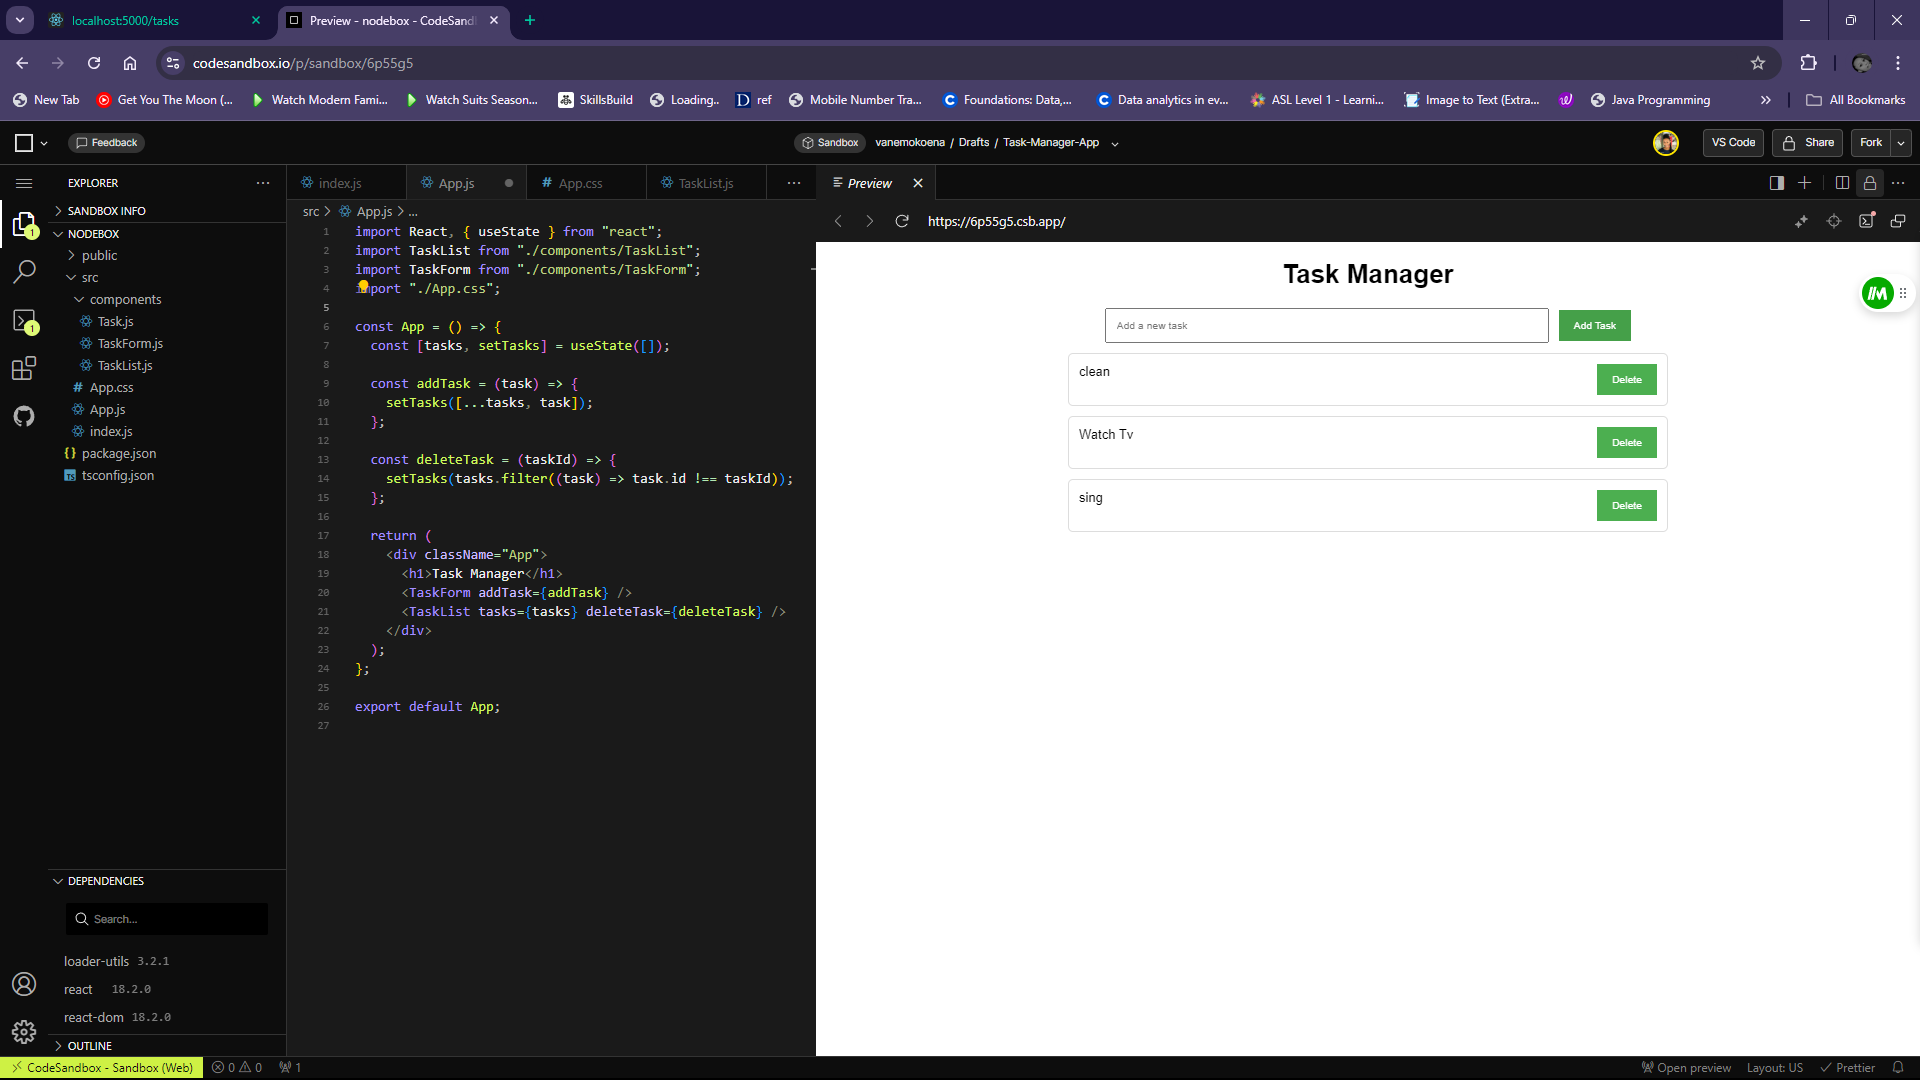 localhost:5000/tasks
Preview - nodebox - CodeSand
codesandbox.io/p/sandbox/6p55g5
New Tab
Get You The Moon (...
Watch Modern Fami...
Watch Suits Season...
SkillsBuild
Loading..
ref
Mobile Number Tra...
Foundations: Data,...
Data analytics in ev...
ASL Level 1 - Learni...
Image to Text (Extra...
Java Programming
All Bookmarks
Feedback
Sandbox
vanemokoena / Drafts / Task-Manager-App
VS Code
Share
Fork
EXPLORER
SANDBOX INFO
NODEBOX
public
src
components
Task.js
TaskForm.js
TaskList.js
App.css
App.js
index.js
package.json
tsconfig.json
1
1
DEPENDENCIES
Search...
loader-utils 3.2.1
react 18.2.0
react-dom 18.2.0
OUTLINE
index.js
App.js
App.css
TaskList.js
src > App.js > ...
1 import React, { useState } from "react";
2 import TaskList from "./components/TaskList";
3 import TaskForm from "./components/TaskForm";
4 import "./App.css";
5
6 const App = () => {
7 const [tasks, setTasks] = useState([]);
8
9 const addTask = (task) => {
10 setTasks([...tasks, task]);
11 };
12
13 const deleteTask = (taskId) => {
14 setTasks(tasks.filter((task) => task.id !== taskId));
15 };
16
17 return (
18 <div className="App">
19 <h1>Task Manager</h1>
20 <TaskForm addTask={addTask} />
21 <TaskList tasks={tasks} deleteTask={deleteTask} />
22 </div>
23 );
24 };
25
26 export default App;
27
Preview
https://6p55g5.csb.app/
Task Manager
Add a new task
Add Task
clean
Delete
Watch Tv
Delete
sing
Delete
CodeSandbox - Sandbox (Web)
0
0
1
Open preview
Layout: US
Prettier